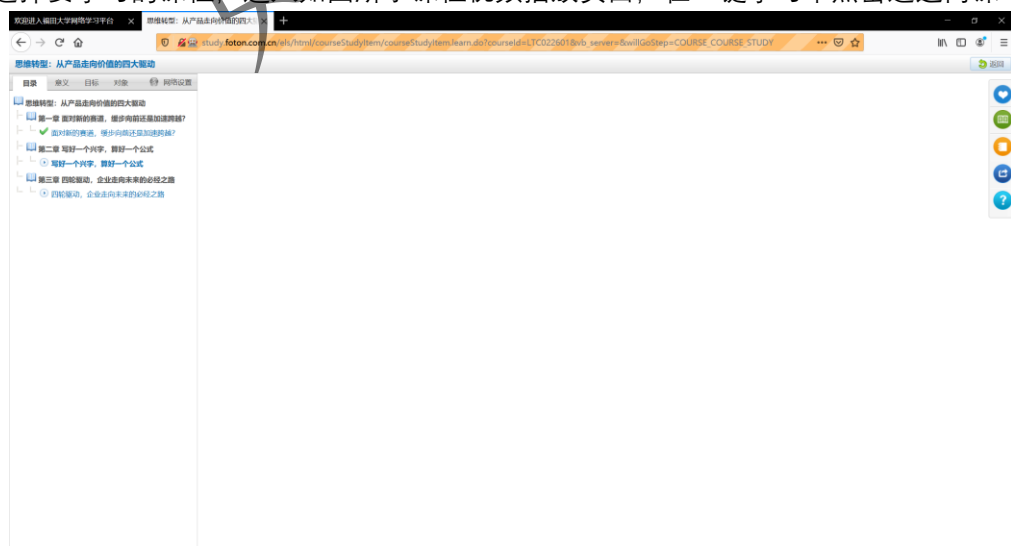 欢迎进入福田大学网络学习平台
思维转型：从产品走向价值的四大
study.foton.com.cn/els/html/courseStudyItem/courseStudyItem.learn.do?courseId=LTC022601&vb_server=&willGoStep=COURSE_COURSE_STUDY
思维转型：从产品走向价值的四大驱动
返回
目录 意义 目标 对象 网络设置
思维转型：从产品走向价值的四大驱动
第一章 面对新的赛道，缓步向前还是加速跨越?
面对新的赛道，缓步向前还是加速跨越?
第二章 写好一个兴字，算好一个公式
写好一个兴字，算好一个公式
第三章 四轮驱动，企业走向未来的必经之路
四轮驱动，企业走向未来的必经之路